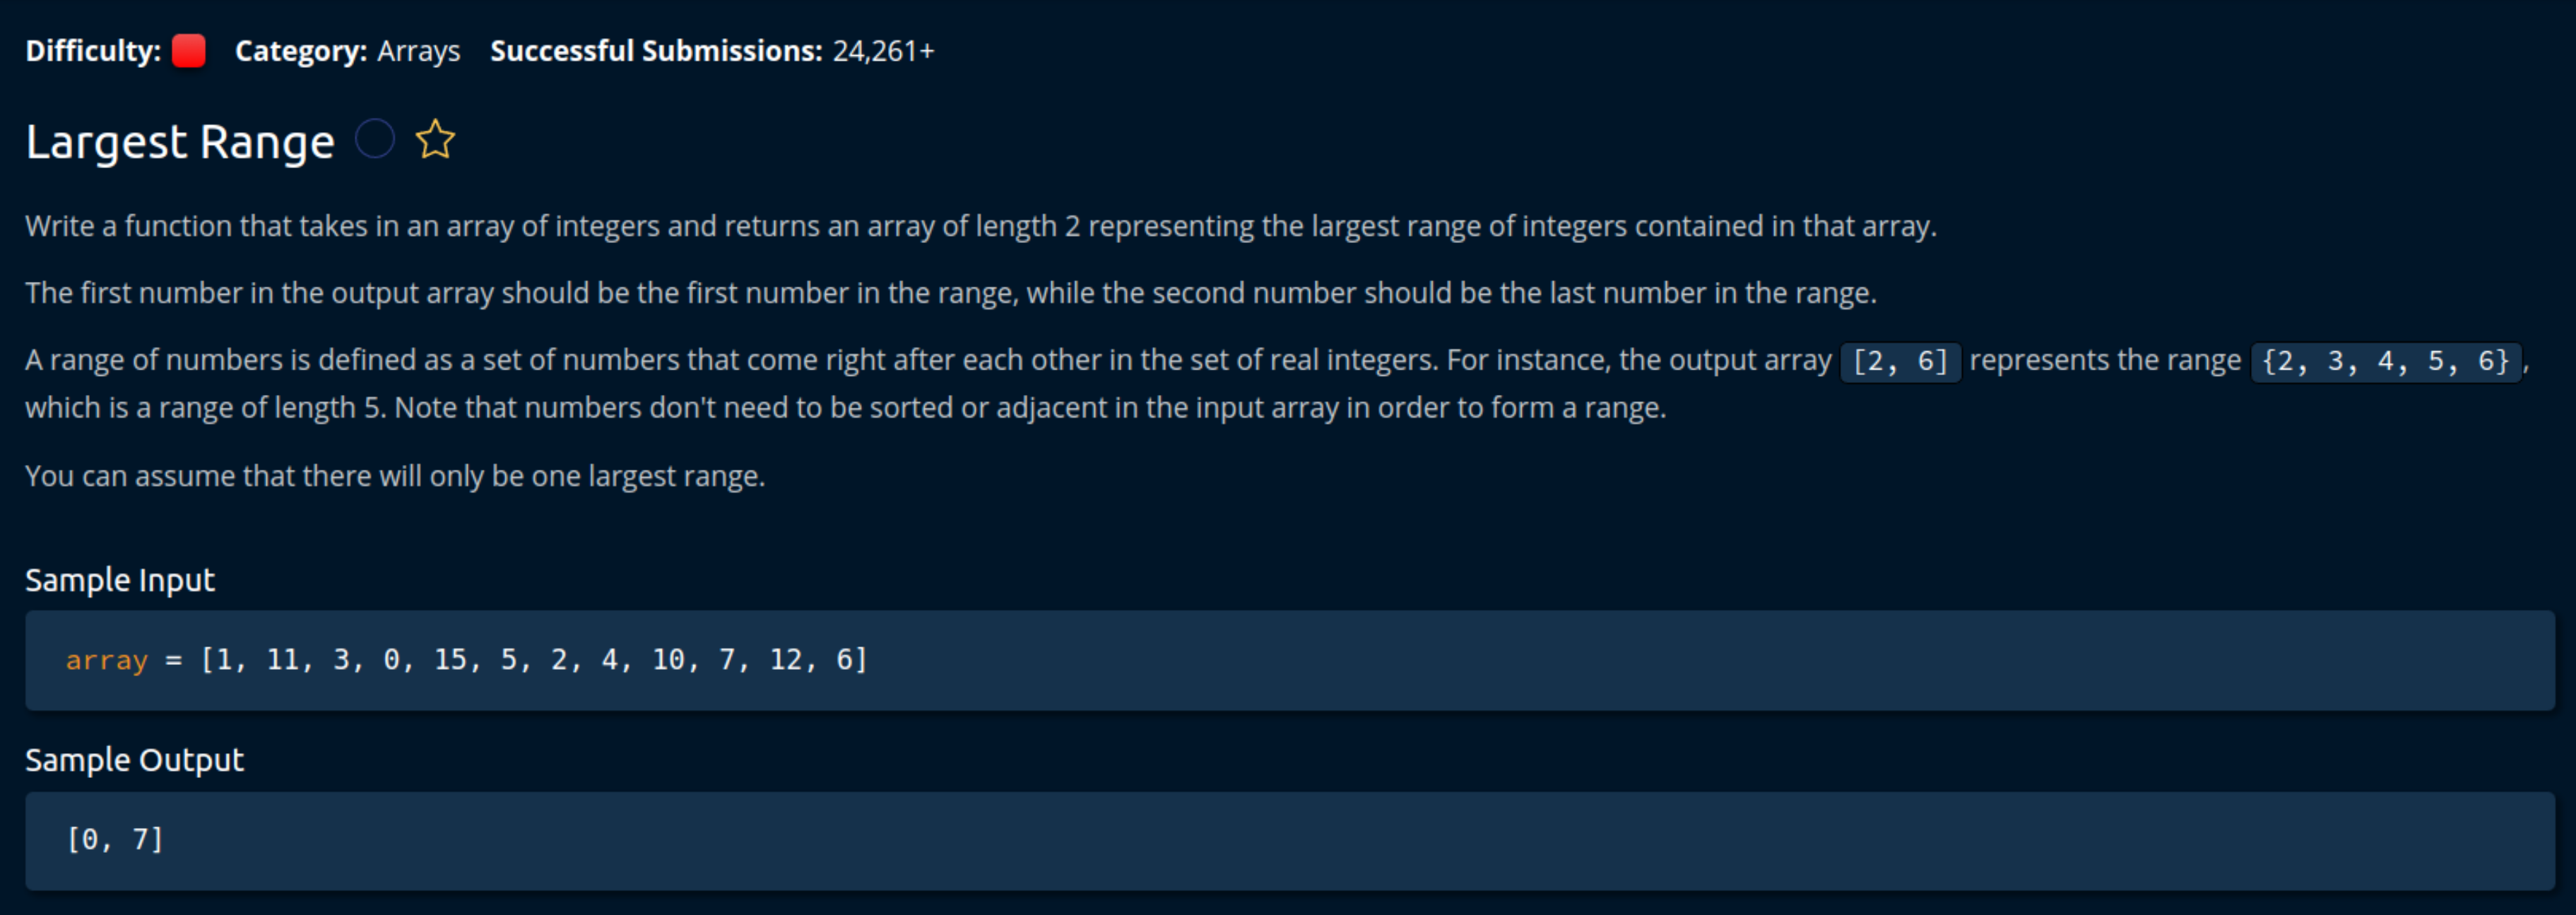 Difficulty: Category: Arrays Successful Submissions: 24,261+
Largest Range
Write a function that takes in an array of integers and returns an array of length 2 representing the largest range of integers contained in that array.
The first number in the output array should be the first number in the range, while the second number should be the last number in the range.
A range of numbers is defined as a set of numbers that come right after each other in the set of real integers. For instance, the output array [2, 6] represents the range {2, 3, 4, 5, 6},
which is a range of length 5. Note that numbers don't need to be sorted or adjacent in the input array in order to form a range.
You can assume that there will only be one largest range.
Sample Input
array = [1, 11, 3, 0, 15, 5, 2, 4, 10, 7, 12, 6]
Sample Output
[0, 7]